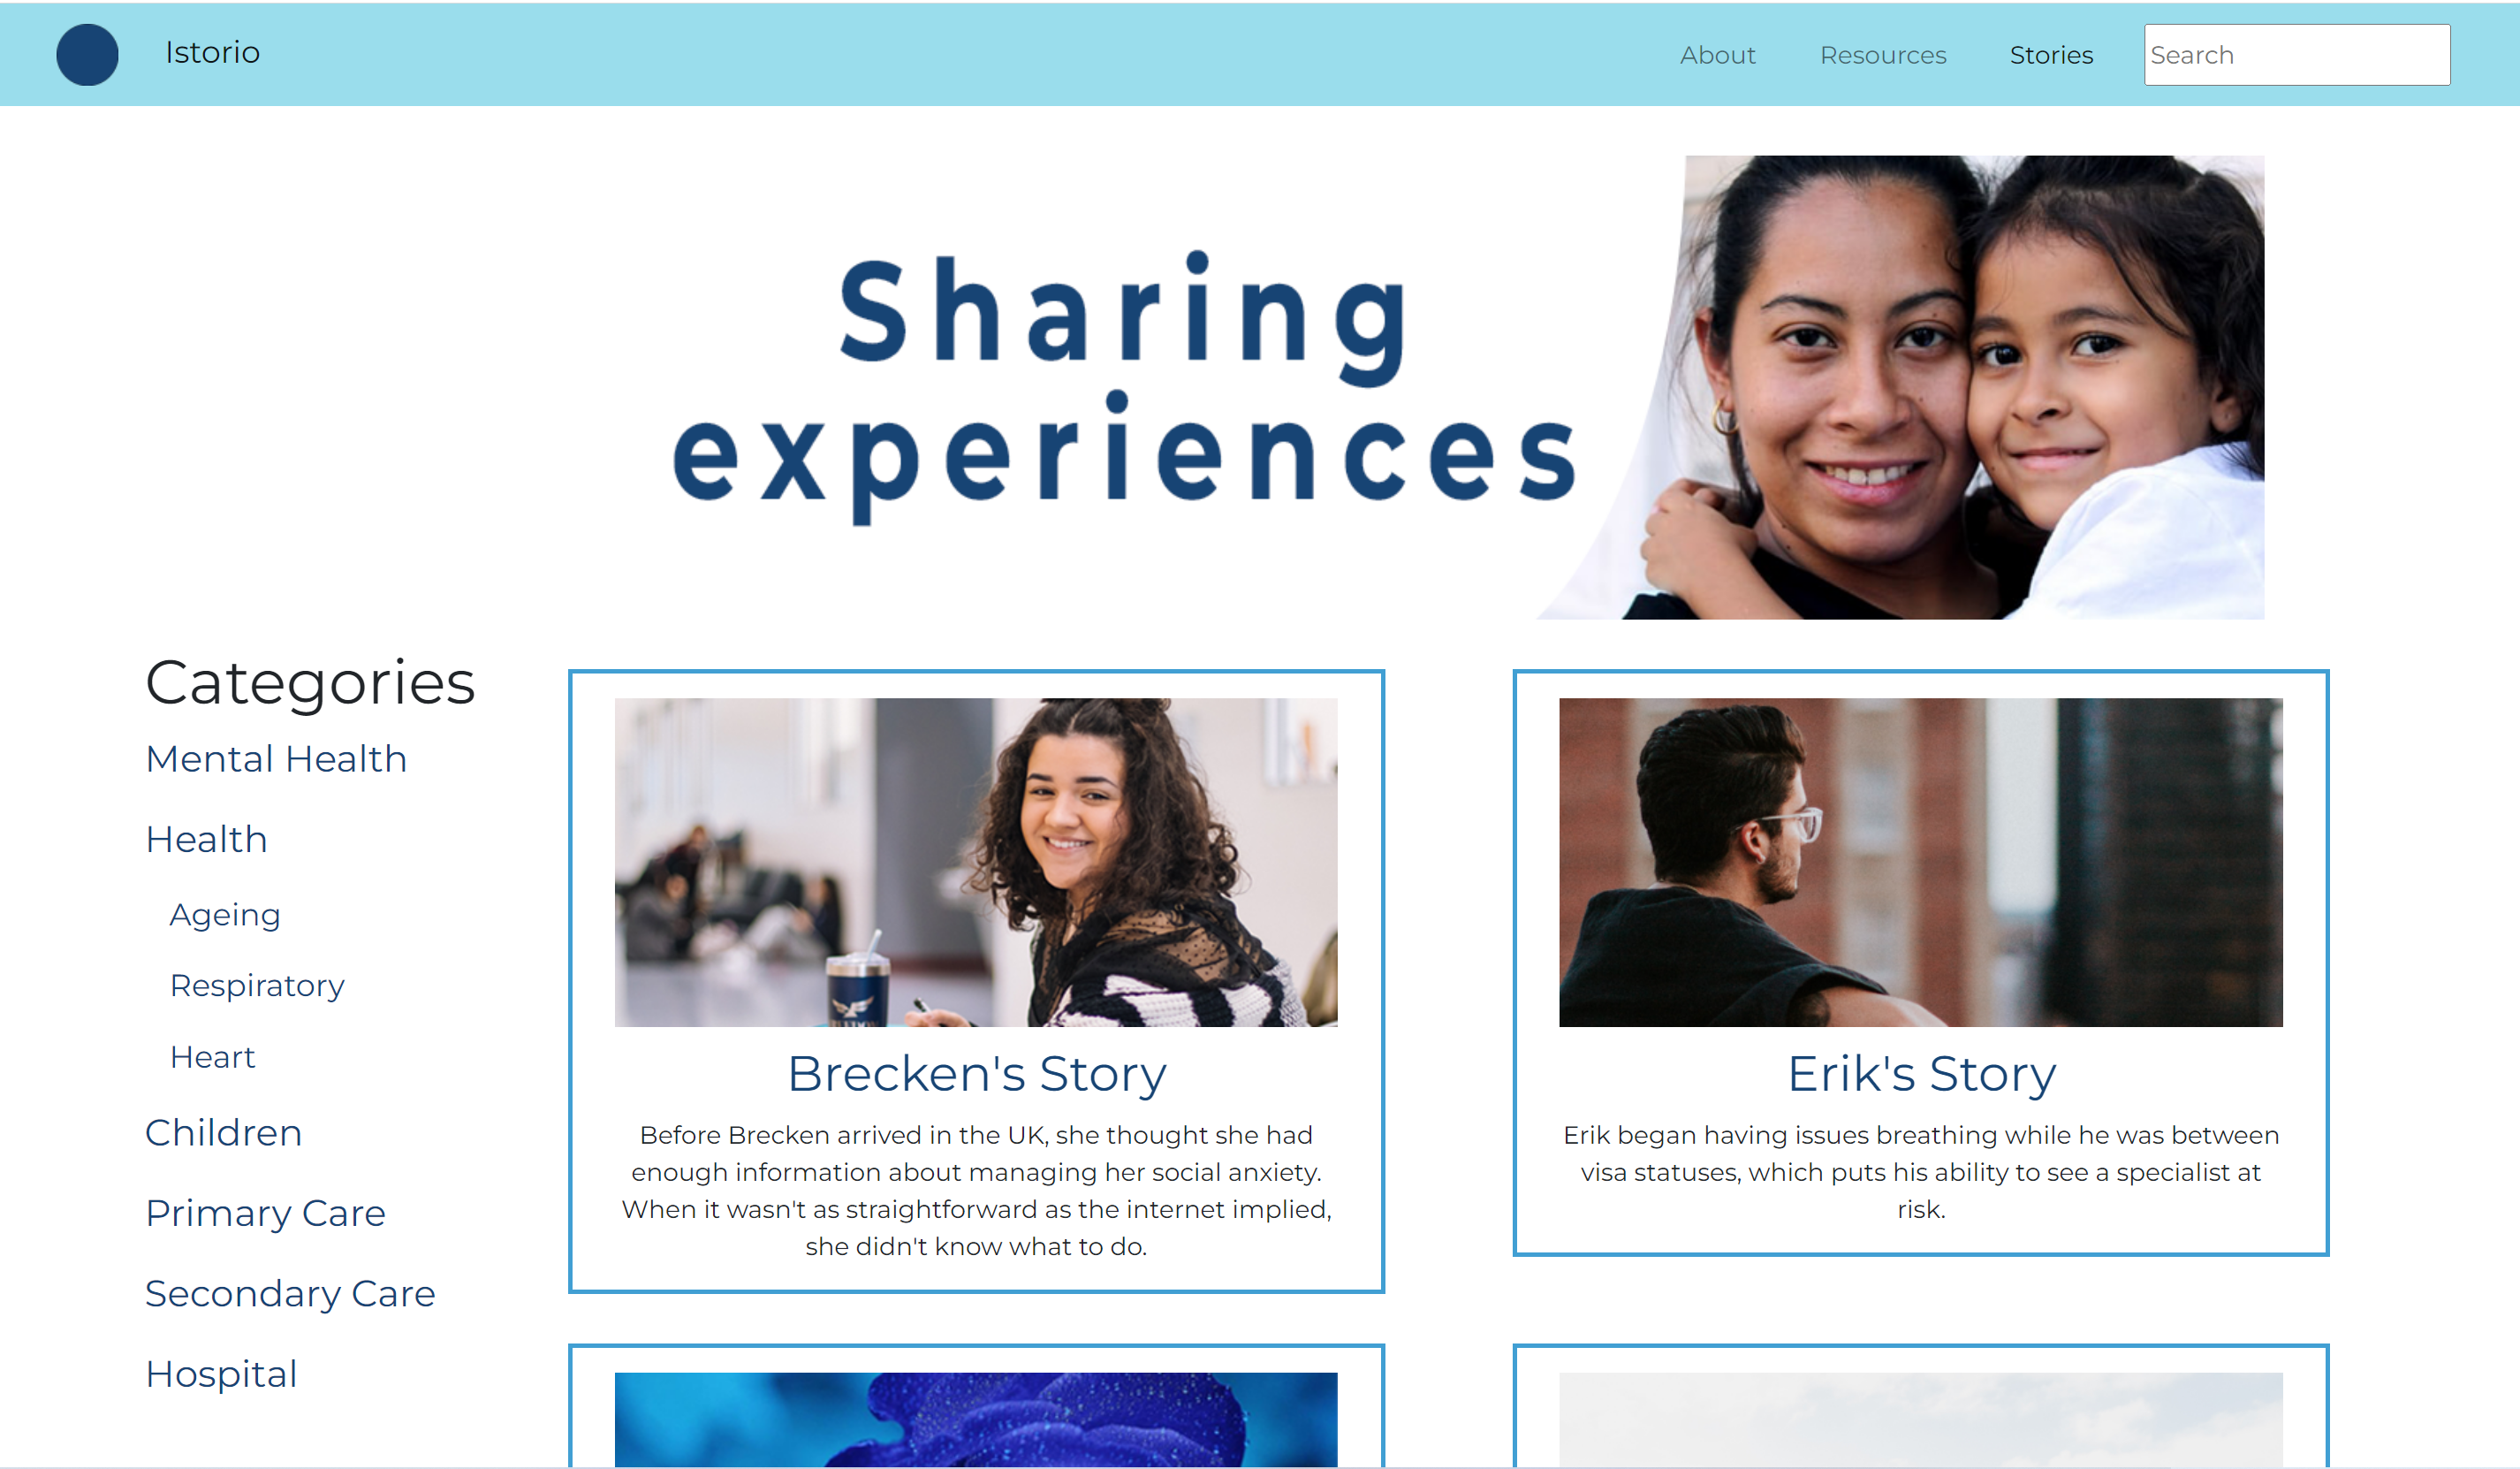 Istorio
About
Resources
Stories
Search
Sharing
experiences
Categories
Mental Health
Health
Ageing
Respiratory
Heart
Children
Primary Care
Secondary Care
Hospital
Brecken's Story
Before Brecken arrived in the UK, she thought she had
enough information about managing her social anxiety.
When it wasn't as straightforward as the internet implied,
she didn't know what to do.
Erik's Story
Erik began having issues breathing while he was between
visa statuses, which puts his ability to see a specialist at
risk.